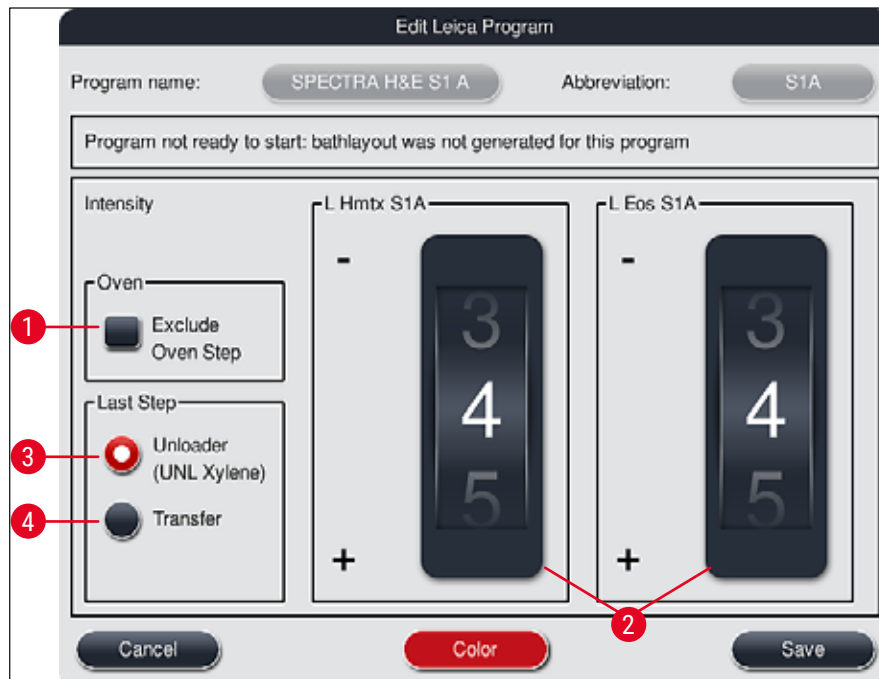 Edit Leica Program
Program name: SPECTRA H&E S1 A Abbreviation: S1A
Program not ready to start: bathlayout was not generated for this program
Intensity
L Hmtx S1A
L Eos S1A
-
-
Oven
1
Exclude
Oven Step
3
4
5
3
4
5
Last Step
3
Unloader
(UNL Xylene)
4
Transfer
+
+
2
Cancel Color Save